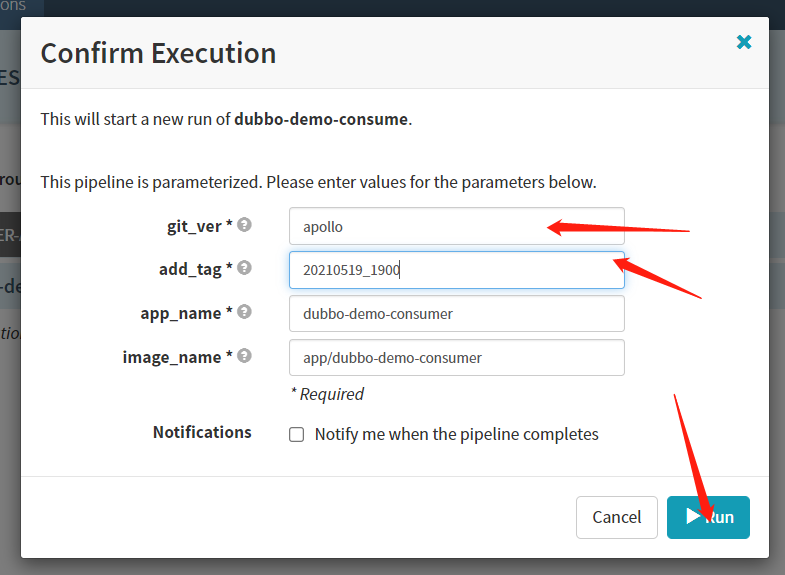 ons
Confirm Execution
ES
This will start a new run of dubbo-demo-consume.
This pipeline is parameterized. Please enter values for the parameters below.
rou
git_ver * ?
apollo
ER-
add_tag * ?
20210519_1900
-de
app_name * ?
dubbo-demo-consumer
tion
image_name * ?
app/dubbo-demo-consumer
* Required
Notifications
Notify me when the pipeline completes
Cancel
Run